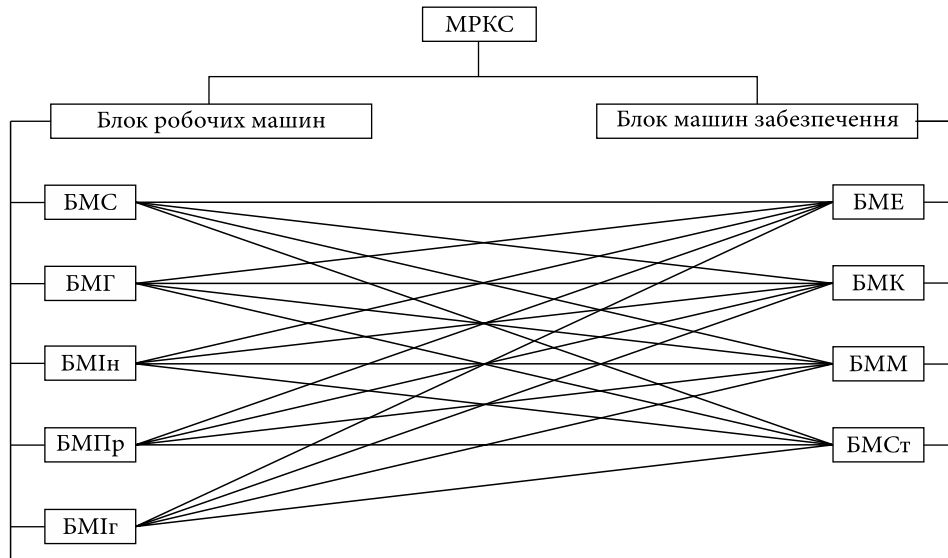 МРКС
Блок робочих машин
Блок машин забезпечення
БМС
БМЕ
БМГ
БМК
БМІн
БММ
БМПр
БМСт
БМІг